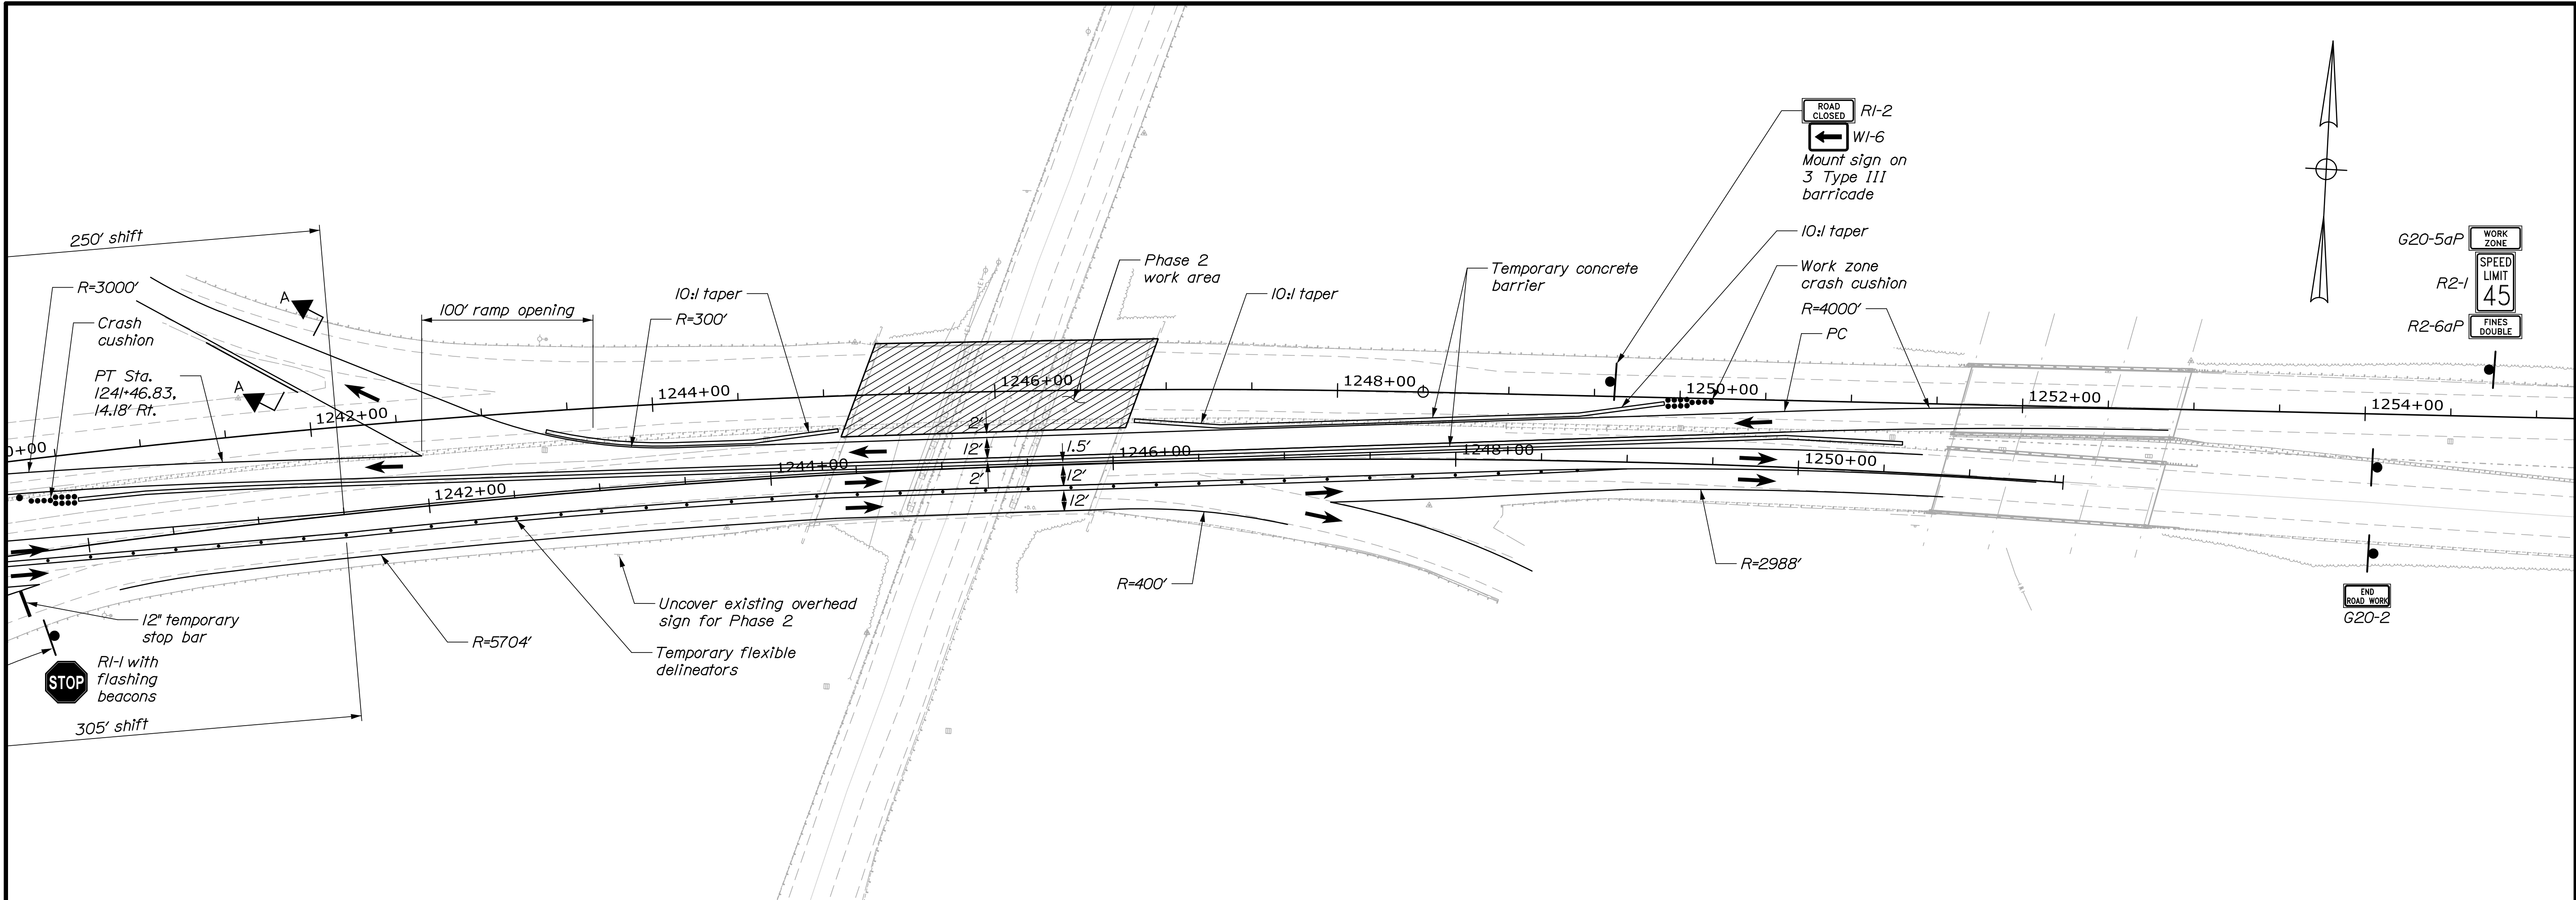 ROAD
CLOSED
R1-2
W1-6
Mount sign on
3 Type III
barricade
250' shift
R=3000'
Crash
cushion
PT Sta.
1241+46.83,
14.18' Rt.
A
A
100' ramp opening
10:1 taper
R=300'
Phase 2
work area
10:1 taper
Temporary concrete
barrier
10:1 taper
Work zone
crash cushion
R=4000'
PC
G20-5aP
WORK
ZONE
R2-1
SPEED
LIMIT
45
R2-6aP
FINES
DOUBLE
0+00
1242+00
1244+00
1246+00
1248+00
1250+00
1252+00
1254+00
2'
12'
1.5'
2'
12'
12'
1242+00
1244+00
1246+00
1248+00
1250+00
12" temporary
stop bar
STOP
R1-1 with
flashing
beacons
305' shift
R=5704'
Uncover existing overhead
sign for Phase 2
Temporary flexible
delineators
R=400'
R=2988'
END
ROAD WORK
G20-2